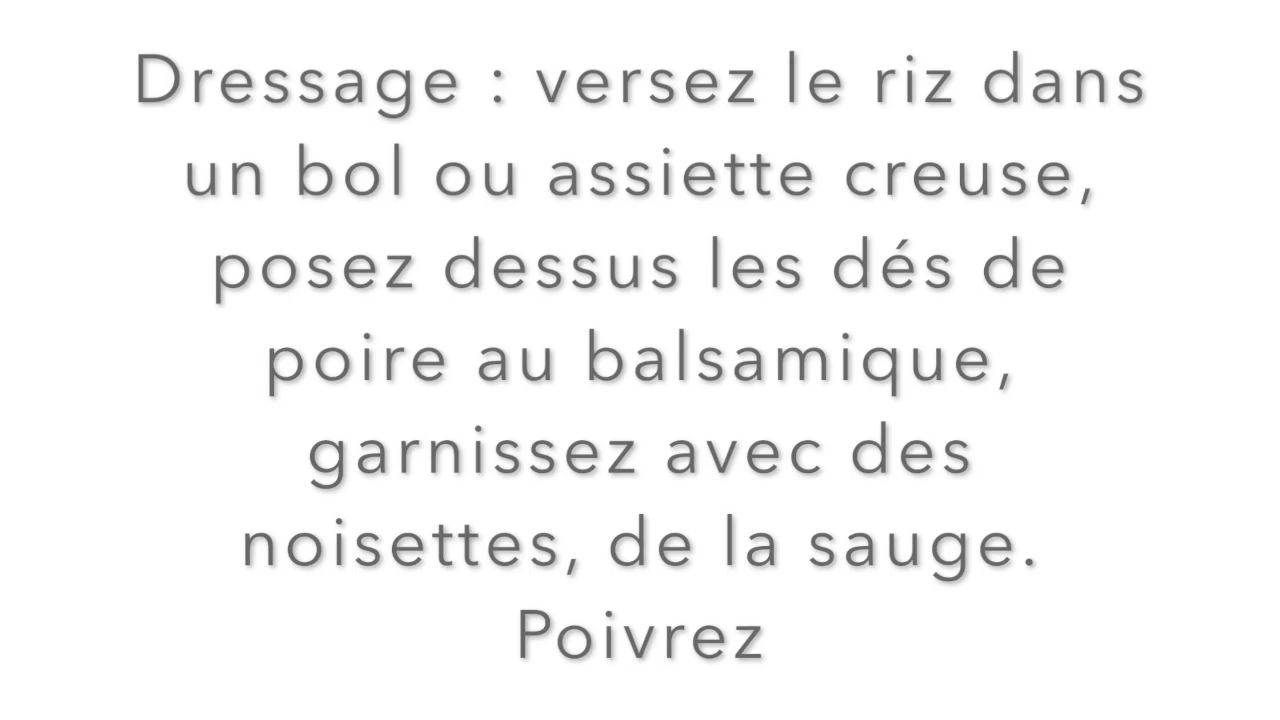 Dressage : versez le riz dans
un bol ou assiette creuse,
posez dessus les dés de
poire au balsamique,
garnissez avec des
noisettes, de la sauge.
Poivrez